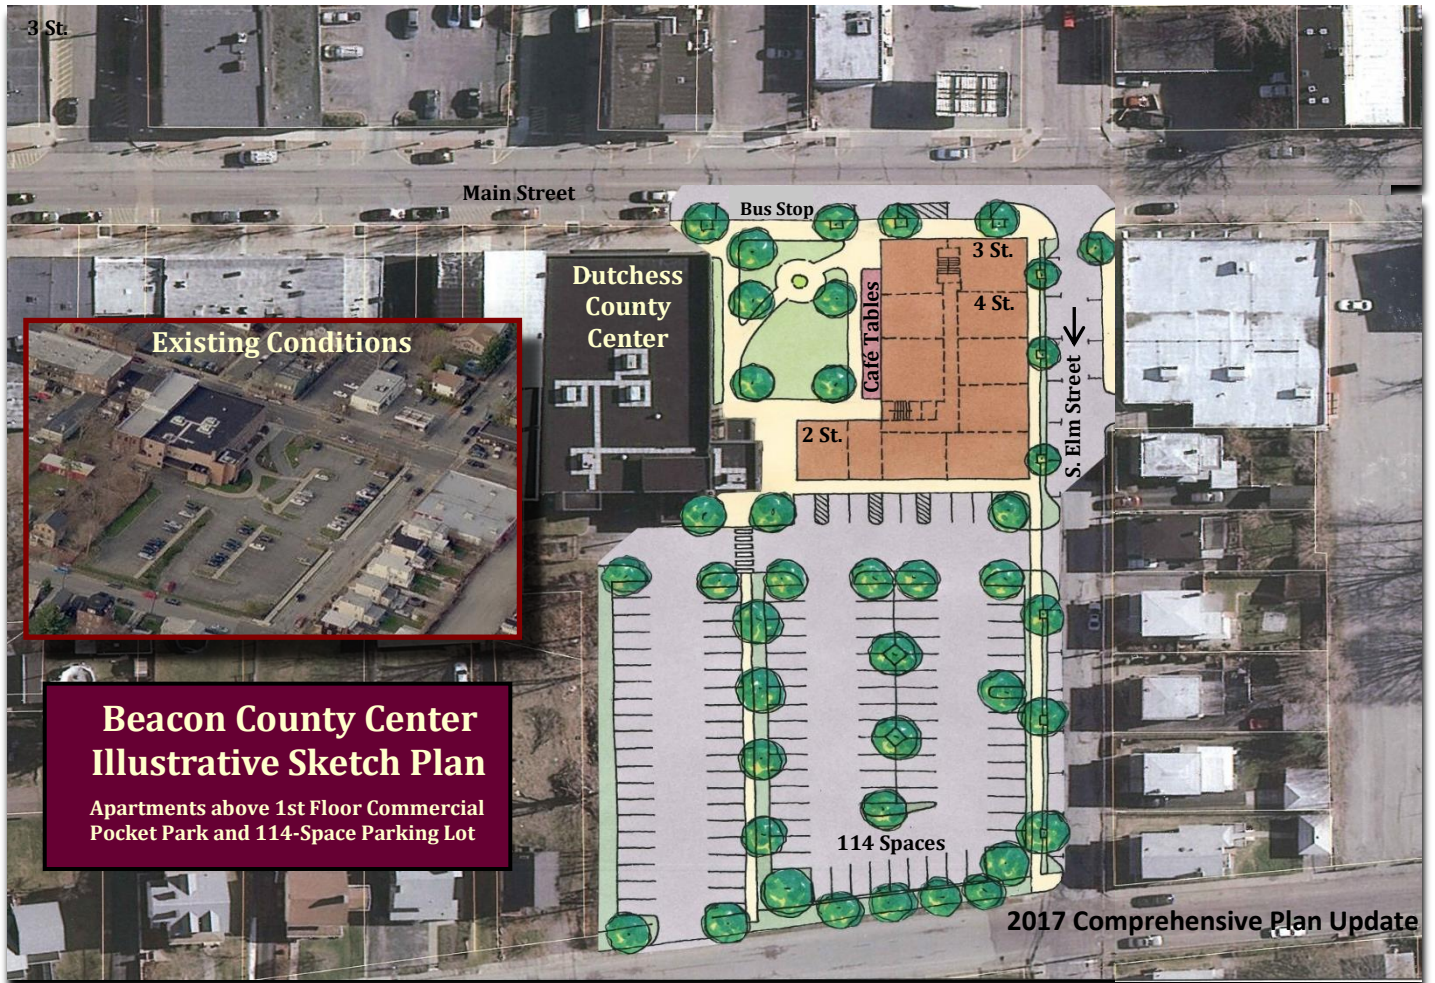 3 St.
Main Street
Bus Stop
Dutchess
County
Center
3 St.
4 St.
Café Tables
S. Elm Street
2 St.
Existing Conditions
Beacon County Center
Illustrative Sketch Plan
Apartments above 1st Floor Commercial
Pocket Park and 114-Space Parking Lot
114 Spaces
2017 Comprehensive Plan Update